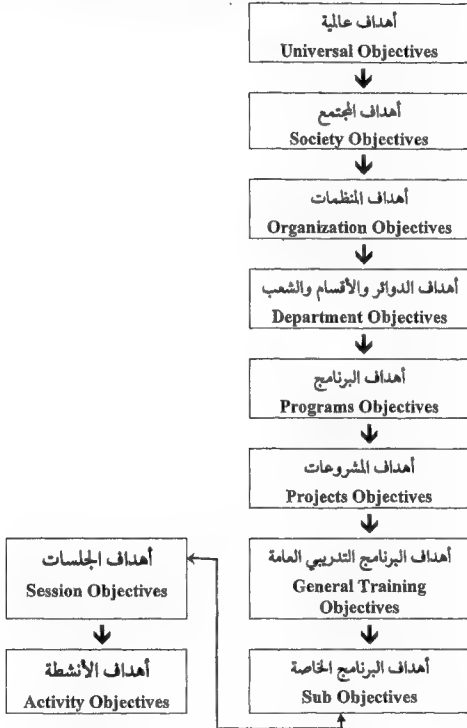 أهداف عالمية
Universal Objectives
أهداف المجتمع
Society Objectives
أهداف المنظمات
Organization Objectives
أهداف الدوائر والأقسام والشعب
Department Objectives
أهداف البرنامج
Programs Objectives
أهداف المشروعات
Projects Objectives
أهداف البرنامج التدريبي العامة
General Training
Objectives
أهداف البرنامج الخاصة
Sub Objectives
أهداف الجلسات
Session Objectives
أهداف الأنشطة
Activity Objectives